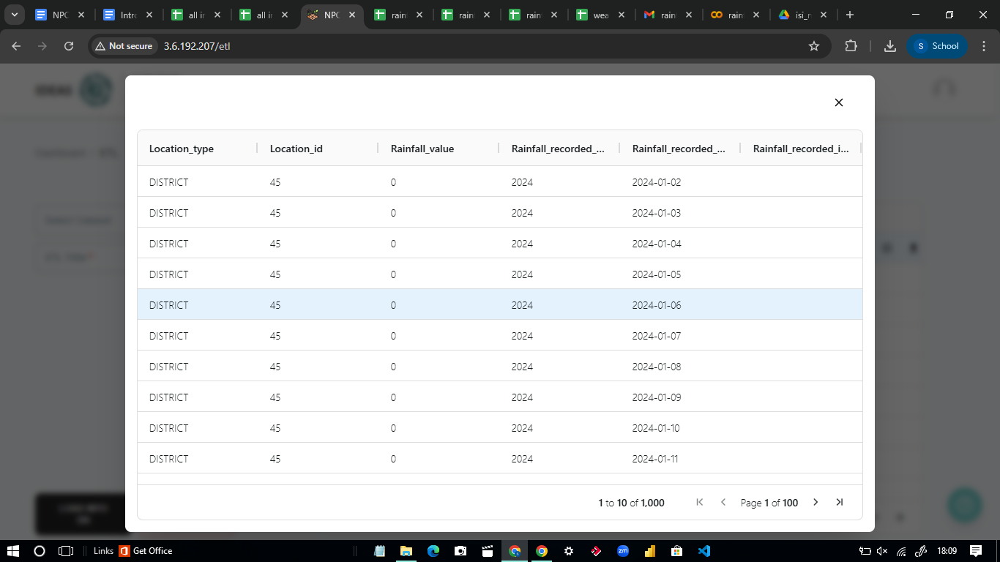 NPC
Intr
all in
all in
NPC
rain
rain
rain
wea
rain
rain
isi_r
Not secure
3.6.192.207/etl
S
School
IDEAS
Location_type
Location_id
Rainfall_value
Rainfall_recorded_...
Rainfall_recorded_...
Rainfall_recorded_i...
DISTRICT 45 0 2024 2024-01-02
DISTRICT 45 0 2024 2024-01-03
DISTRICT 45 0 2024 2024-01-04
DISTRICT 45 0 2024 2024-01-05
DISTRICT 45 0 2024 2024-01-06
DISTRICT 45 0 2024 2024-01-07
DISTRICT 45 0 2024 2024-01-08
DISTRICT 45 0 2024 2024-01-09
DISTRICT 45 0 2024 2024-01-10
DISTRICT 45 0 2024 2024-01-11
1 to 10 of 1,000
Page 1 of 100
Links
Get Office
zm
18:09